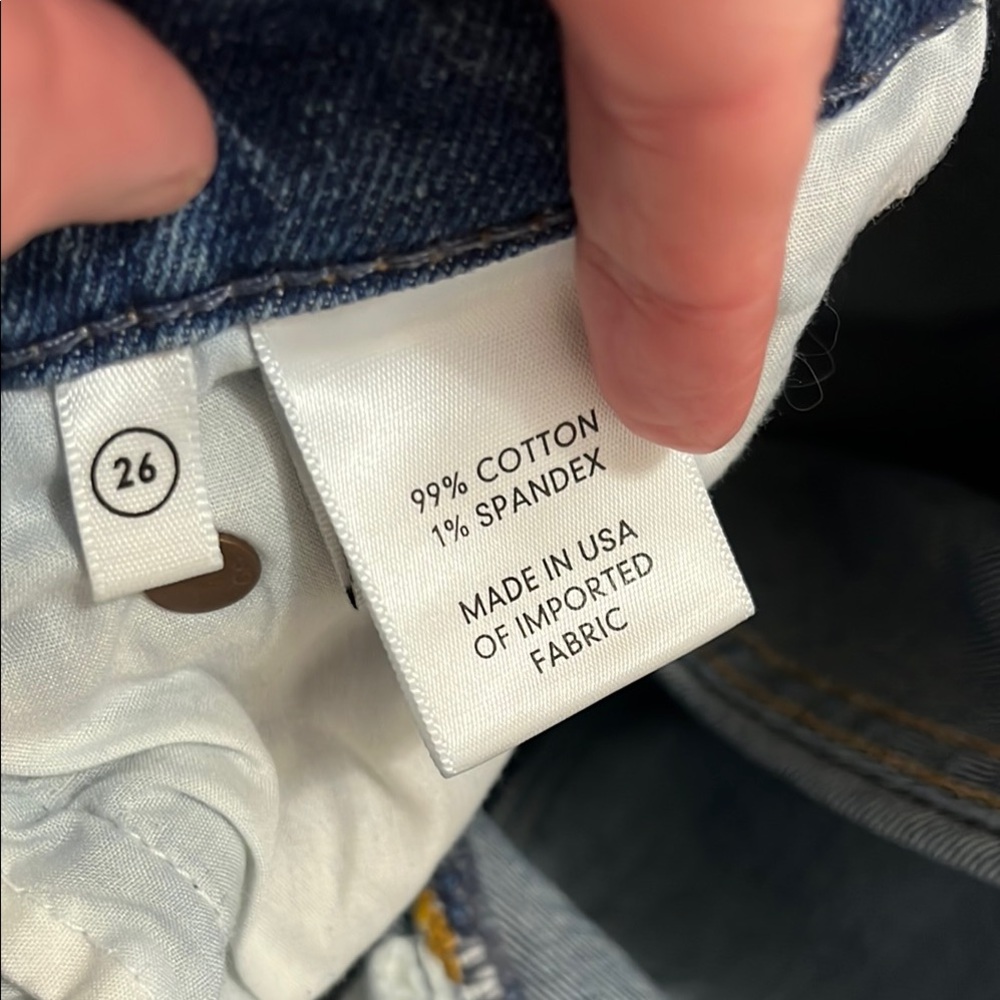 26
99% COTTON
1% SPANDEX
MADE IN USA
OF IMPORTED
FABRIC